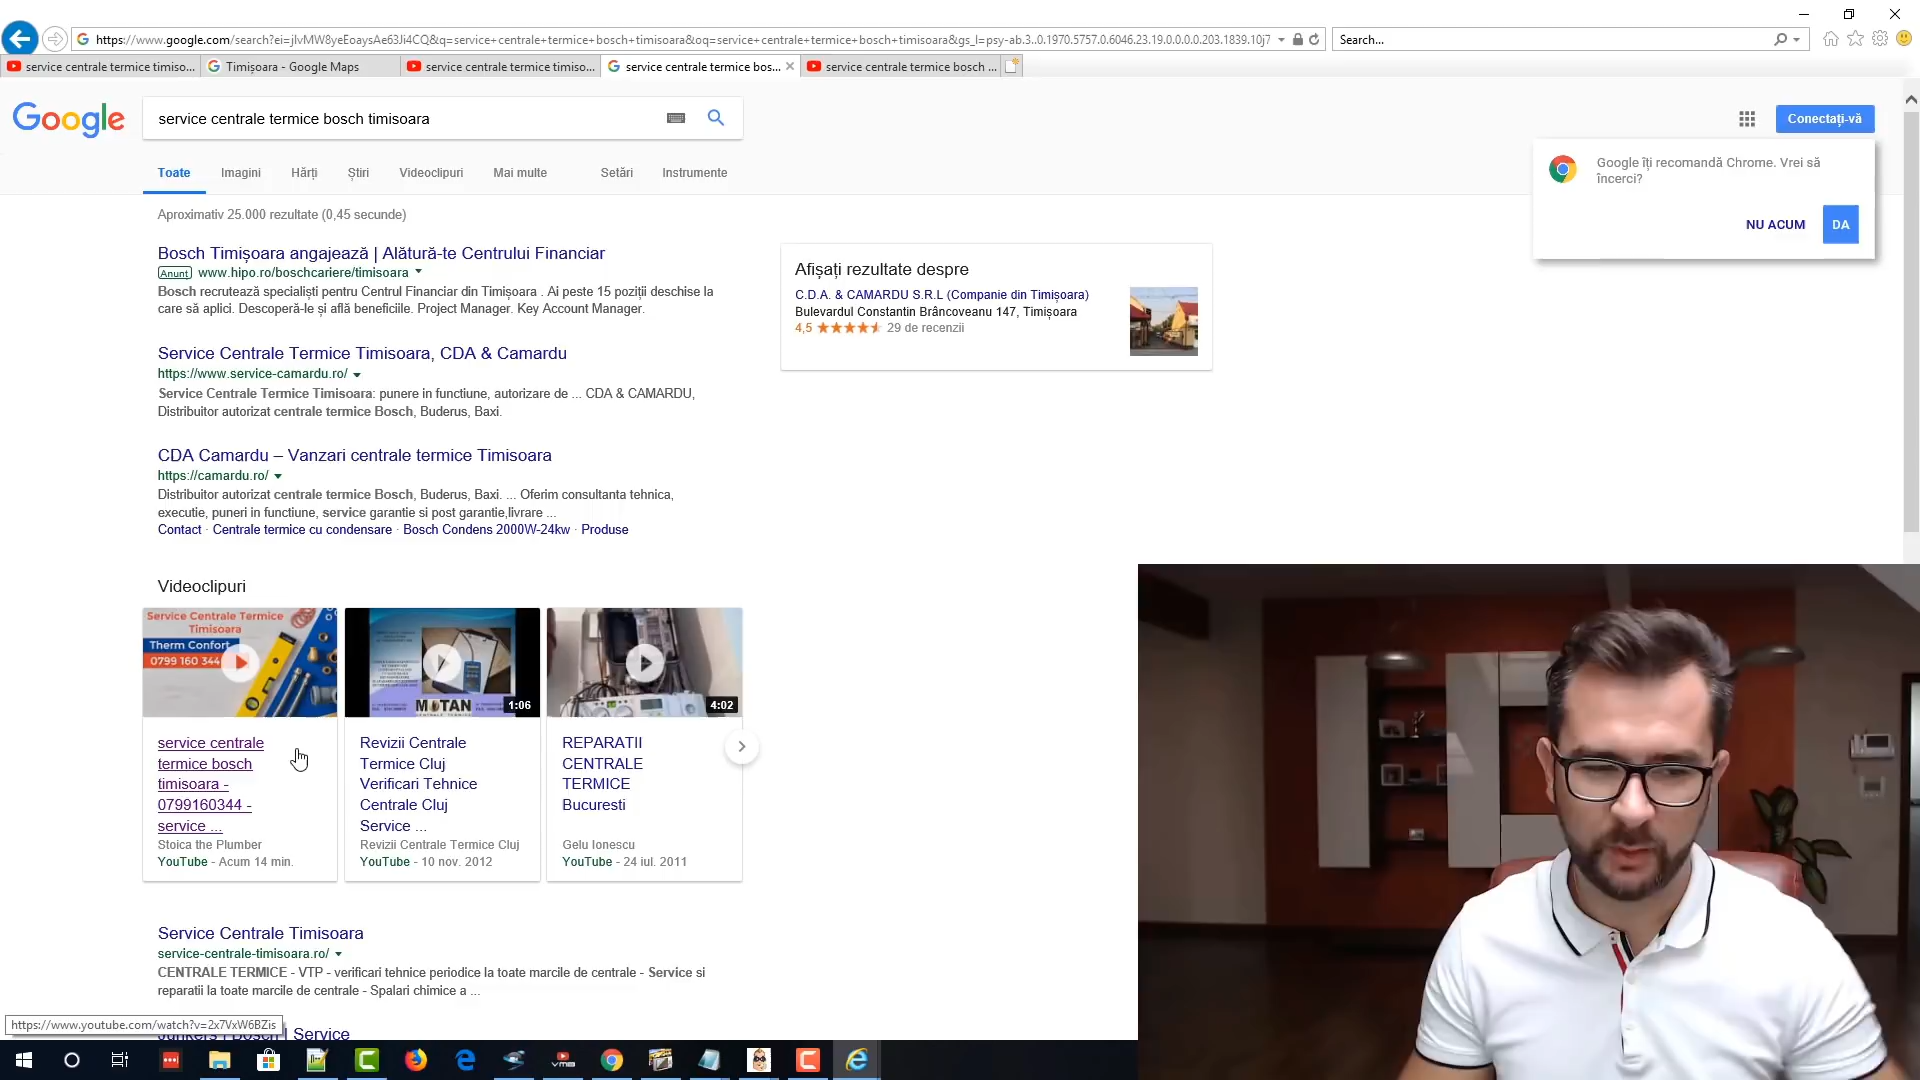 https://www.google.com/search?ei=jIvMW8yeEoaysAe63Ji4CQ&q=service+centrale+termice+bosch+timisoara&oq=service+centrale+termice+bosch+timisoara&gs_l=psy-ab.3..0.1970.5757.0.6046.23.19.0.0.0.0.203.1839.10j7
Search...
service centrale termice timiso...
Timișoara - Google Maps
service centrale termice timiso...
service centrale termice bos...
service centrale termice bosch ...
Google
service centrale termice bosch timisoara
Conectați-vă
Toate
Imagini
Hărți
Știri
Videoclipuri
Mai multe
Setări
Instrumente
Google îți recomandă Chrome. Vrei să
încerci?
NU ACUM
DA
Aproximativ 25.000 rezultate (0,45 secunde)
Bosch Timișoara angajează | Alătură-te Centrului Financiar
Anunt www.hipo.ro/boschcariere/timisoara
Bosch recrutează specialiști pentru Centrul Financiar din Timișoara . Ai peste 15 poziții deschise la
care să aplici. Descoperă-le și află beneficiile. Project Manager. Key Account Manager.
Afișați rezultate despre
C.D.A. & CAMARDU S.R.L (Companie din Timișoara)
Bulevardul Constantin Brâncoveanu 147, Timișoara
4,5 29 de recenzii
Service Centrale Termice Timisoara, CDA & Camardu
https://www.service-camardu.ro/
Service Centrale Termice Timisoara: punere in functiune, autorizare de ... CDA & CAMARDU,
Distribuitor autorizat centrale termice Bosch, Buderus, Baxi.
CDA Camardu – Vanzari centrale termice Timisoara
https://camardu.ro/
Distribuitor autorizat centrale termice Bosch, Buderus, Baxi. ... Oferim consultanta tehnica,
executie, puneri in functiune, service garantie si post garantie,livrare ...
Contact · Centrale termice cu condensare · Bosch Condens 2000W-24kw · Produse
Videoclipuri
Service Centrale Termice
Timisoara
Therm Confort
0799 160 344
MOTAN
1:06
4:02
service centrale
termice bosch
timisoara -
0799160344 -
service ...
Stoica the Plumber
YouTube - Acum 14 min.
Revizii Centrale
Termice Cluj
Verificari Tehnice
Centrale Cluj
Service ...
Revizii Centrale Termice Cluj
YouTube - 10 nov. 2012
REPARATII
CENTRALE
TERMICE
Bucuresti
Gelu Ionescu
YouTube - 24 iul. 2011
Service Centrale Timisoara
service-centrale-timisoara.ro/
CENTRALE TERMICE - VTP - verificari tehnice periodice la toate marcile de centrale - Service si
reparatii la toate marcile de centrale - Spalari chimice a ...
https://www.youtube.com/watch?v=2x7VxW6BZis
Junkers | Bosch | Service